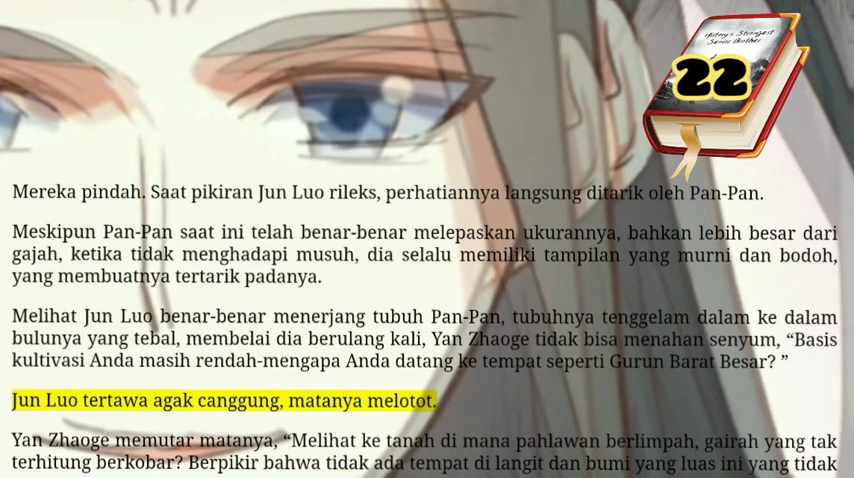 History's Strongest
Senior Brother
22
Mereka pindah. Saat pikiran Jun Luo rileks, perhatiannya langsung ditarik oleh Pan-Pan.
Meskipun Pan-Pan saat ini telah benar-benar melepaskan ukurannya, bahkan lebih besar dari
gajah, ketika tidak menghadapi musuh, dia selalu memiliki tampilan yang murni dan bodoh,
yang membuatnya tertarik padanya.
Melihat Jun Luo benar-benar menerjang tubuh Pan-Pan, tubuhnya tenggelam dalam ke dalam
bulunya yang tebal, membelai dia berulang kali, Yan Zhaoge tidak bisa menahan senyum, “Basis
kultivasi Anda masih rendah-mengapa Anda datang ke tempat seperti Gurun Barat Besar? ”
Jun Luo tertawa agak canggung, matanya melotot.
Yan Zhaoge memutar matanya, “Melihat ke tanah di mana pahlawan berlimpah, gairah yang tak
terhitung berkobar? Berpikir bahwa tidak ada tempat di langit dan bumi yang luas ini yang tidak